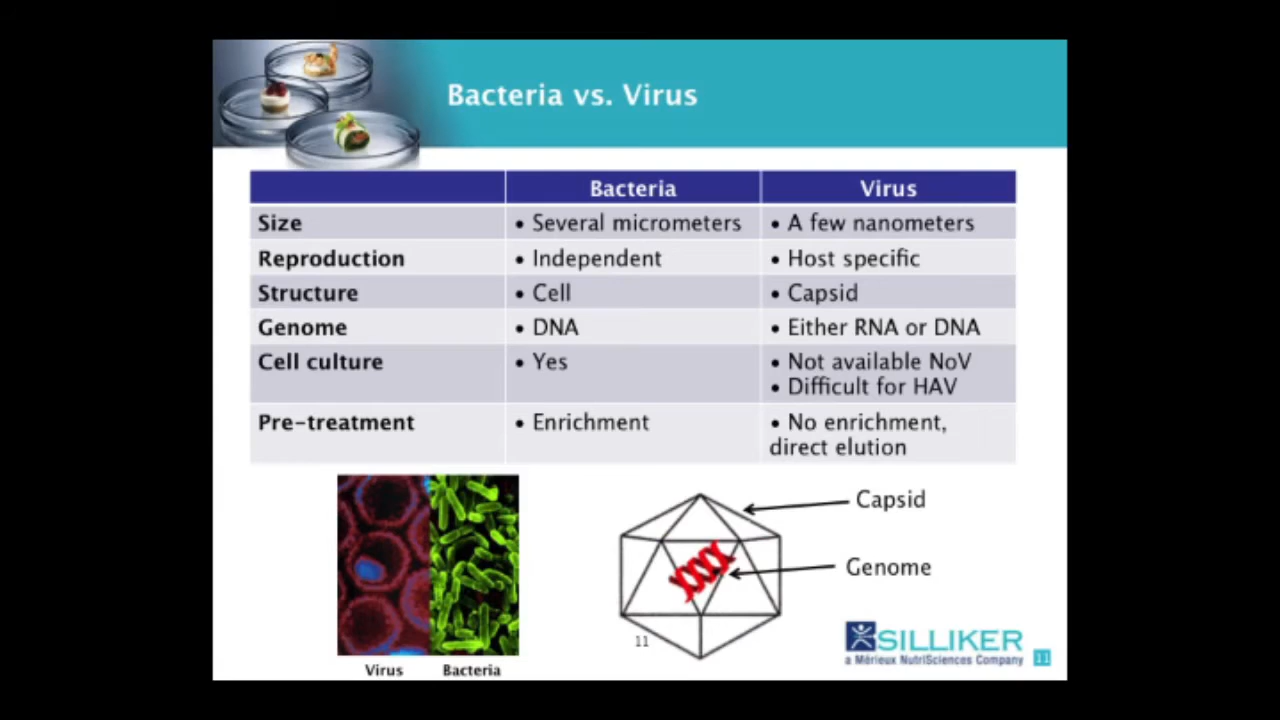 Bacteria vs. Virus
Bacteria Virus
Size • Several micrometers • A few nanometers
Reproduction • Independent • Host specific
Structure • Cell • Capsid
Genome • DNA • Either RNA or DNA
Cell culture • Yes • Not available NoV
• Difficult for HAV
Pre-treatment • Enrichment • No enrichment,
direct elution
Capsid
Genome
11
Virus Bacteria
SILLIKER
a Mérieux NutriSciences Company 11